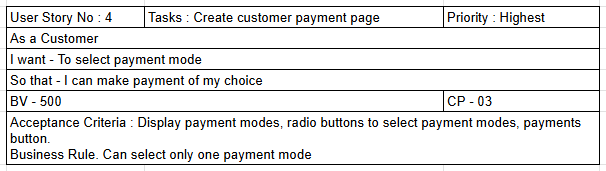 User Story No : 4 Tasks : Create customer payment page Priority : Highest
As a Customer
I want - To select payment mode
So that - I can make payment of my choice
BV - 500 CP - 03
Acceptance Criteria : Display payment modes, radio buttons to select payment modes, payments
button.
Business Rule. Can select only one payment mode